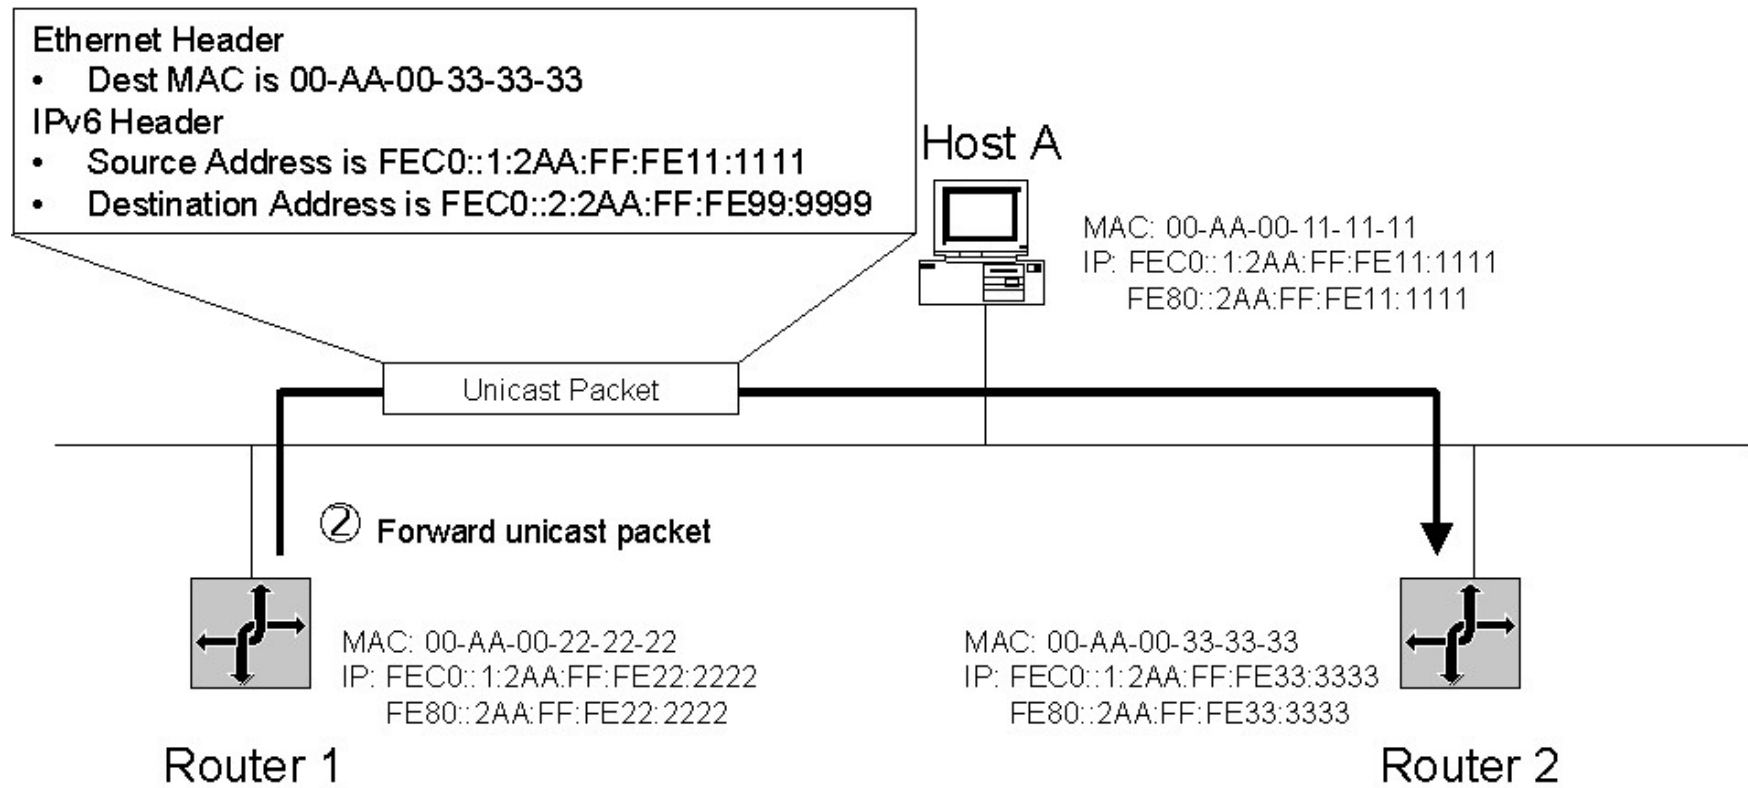 Ethernet Header
• Dest MAC is 00-AA-00-33-33-33
IPv6 Header
• Source Address is FEC0::1:2AA:FF:FE11:1111
• Destination Address is FEC0::2:2AA:FF:FE99:9999
Host A
MAC: 00-AA-00-11-11-11
IP: FEC0::1:2AA:FF:FE11:1111
FE80::2AA:FF:FE11:1111
Unicast Packet
② Forward unicast packet
MAC: 00-AA-00-22-22-22
IP: FEC0::1:2AA:FF:FE22:2222
FE80::2AA:FF:FE22:2222
Router 1
MAC: 00-AA-00-33-33-33
IP: FEC0::1:2AA:FF:FE33:3333
FE80::2AA:FF:FE33:3333
Router 2